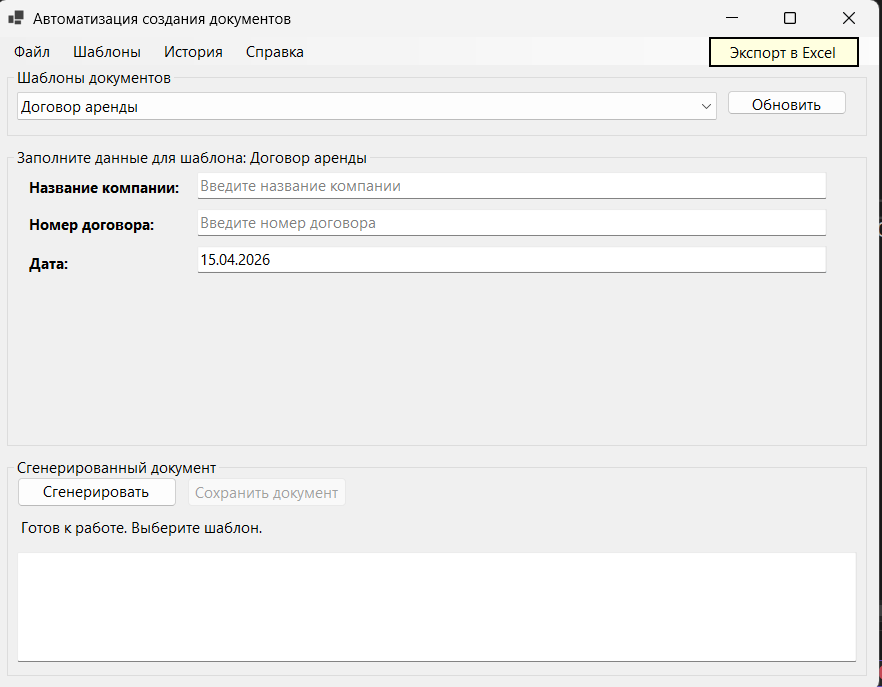 Автоматизация создания документов
Файл Шаблоны История Справка Экспорт в Excel
Шаблоны документов
Договор аренды Обновить
Заполните данные для шаблона: Договор аренды
Название компании: Введите название компании
Номер договора: Введите номер договора
Дата: 15.04.2026
Сгенерированный документ
Сгенерировать Сохранить документ
Готов к работе. Выберите шаблон.